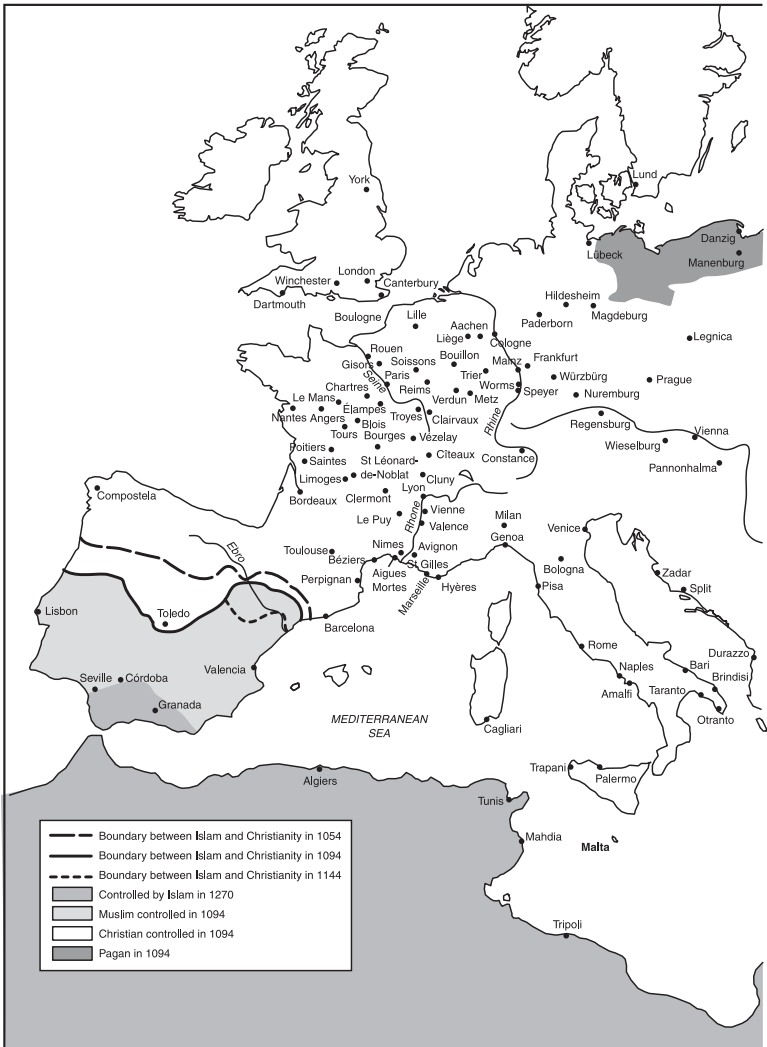 York
Lund
Danzig
Lübeck
Manenburg
London
Winchester
Canterbury
Dartmouth
Boulogne
Hildesheim
Paderborn
Magdeburg
Lille
Aachen
Liège
Cologne
Legnica
Rouen
Gisors
Soissons
Bouillon
Mainz
Frankfurt
Seine
Paris
Trier
Würzbürg
Prague
Chartres
Reims
Worms
Speyer
Verdun
Metz
Nuremburg
Le Mans
Élampes
Troyes
Clairvaux
Nantes
Angers
Blois
Rhine
Regensburg
Vienna
Tours
Bourges
Vézelay
Wieselburg
Poitiers
Cîteaux
Constance
Pannonhalma
Saintes
St Léonard-
de-Noblat
Limoges
Cluny
Compostela
Bordeaux
Clermont
Lyon
Le Puy
Rhone
Vienne
Valence
Milan
Genoa
Venice
Ebro
Toulouse
Nimes
Avignon
Béziers
St Gilles
Bologna
Perpignan
Aigues
Mortes
Marseille
Hyères
Pisa
Zadar
Split
Lisbon
Toledo
Barcelona
Rome
Durazzo
Valencia
Naples
Bari
Seville
Córdoba
Amalfi
Taranto
Brindisi
Granada
Otranto
MEDITERRANEAN
SEA
Cagliari
Algiers
Trapani
Palermo
Tunis
Mahdia
Malta
Tripoli
Boundary between Islam and Christianity in 1054
Boundary between Islam and Christianity in 1094
Boundary between Islam and Christianity in 1144
Controlled by Islam in 1270
Muslim controlled in 1094
Christian controlled in 1094
Pagan in 1094